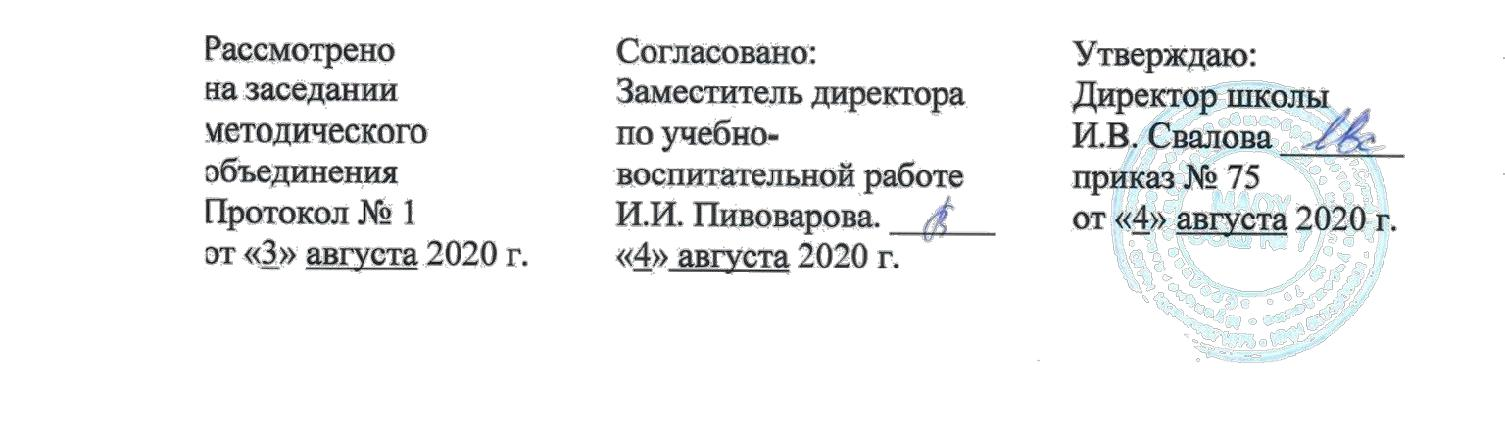 Рассмотрено
на заседании
методического
объединения
Протокол № 1
от «3» августа 2020 г.
Согласовано:
Заместитель директора
по учебно-
воспитательной работе
И.И. Пивоварова.
«4» августа 2020 г.
Утверждаю:
Директор школы
И.В. Свалова
приказ № 75
от «4» августа 2020 г.